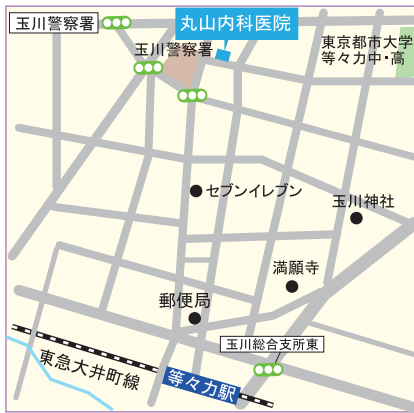 玉川警察署
丸山内科医院
玉川警察署
東京都市大学
等々力中・高
セブンイレブン
玉川神社
満願寺
郵便局
玉川総合支所東
東急大井町線
等々力駅